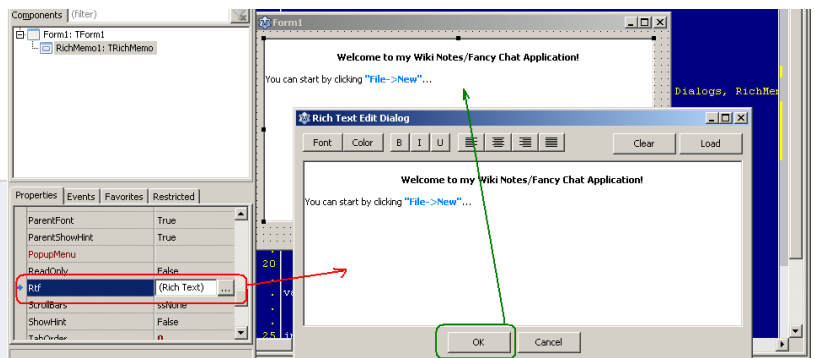 Components (filter)
Form1: TForm1
RichMemo1: TRichMemo
Properties Events Favorites Restricted
ParentFont True
ParentShowHint True
PopupMenu
ReadOnly False
Rtf (Rich Text) ...
ScrollBars ssNone
ShowHint False
TabOrder 0
Form1
Welcome to my Wiki Notes/Fancy Chat Application!
You can start by clicking "File->New"...
Dialogs, RichMem
Rich Text Edit Dialog
Font Color B I U Clear Load
Welcome to my Wiki Notes/Fancy Chat Application!
You can start by clicking "File->New"...
20
25
OK Cancel